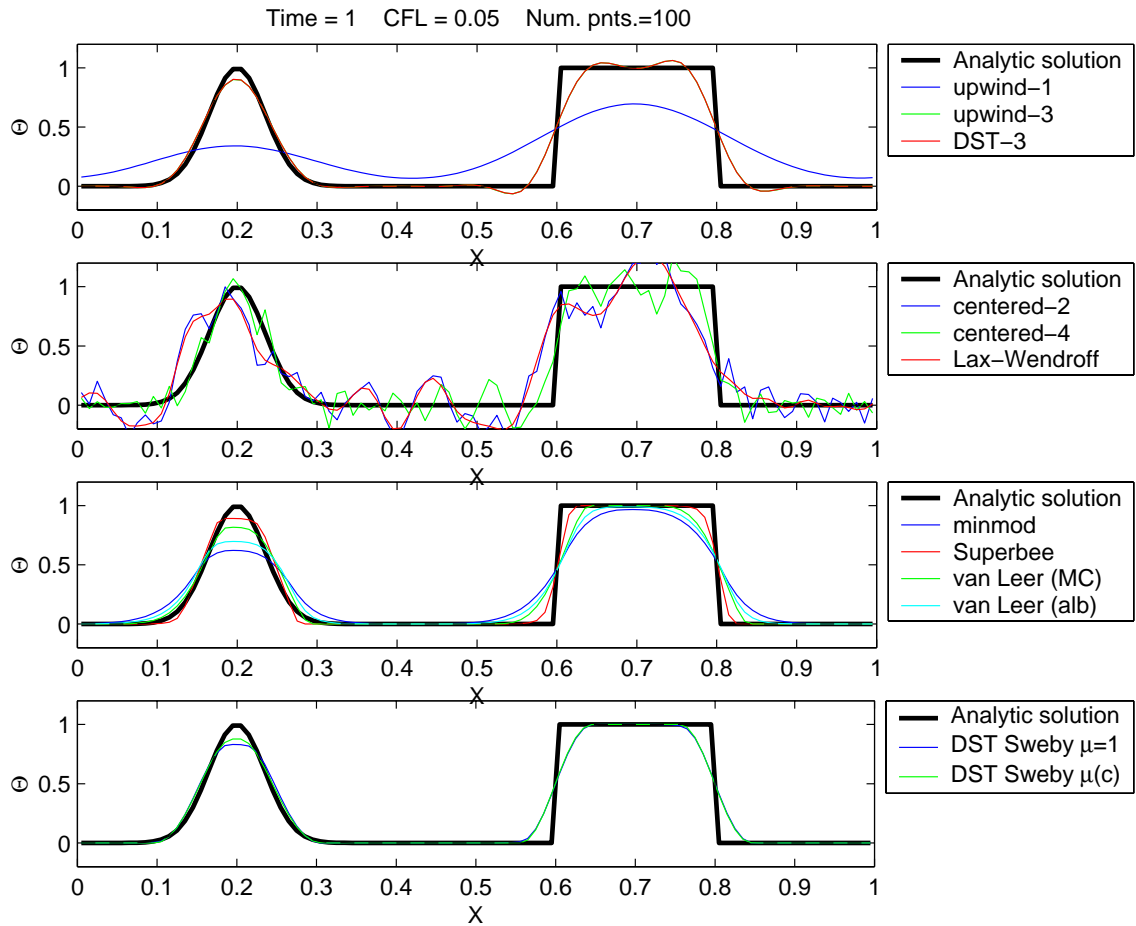 Time = 1 CFL = 0.05 Num. pnts.=100
1
0.5
0
Θ
0 0.1 0.2 0.3 0.4 0.5 0.6 0.7 0.8 0.9 1
X
Analytic solution
upwind−1
upwind−3
DST−3
1
0.5
0
Θ
0 0.1 0.2 0.3 0.4 0.5 0.6 0.7 0.8 0.9 1
X
Analytic solution
centered−2
centered−4
Lax−Wendroff
1
0.5
0
Θ
0 0.1 0.2 0.3 0.4 0.5 0.6 0.7 0.8 0.9 1
X
Analytic solution
minmod
Superbee
van Leer (MC)
van Leer (alb)
1
0.5
0
Θ
0 0.1 0.2 0.3 0.4 0.5 0.6 0.7 0.8 0.9 1
X
Analytic solution
DST Sweby μ=1
DST Sweby μ(c)